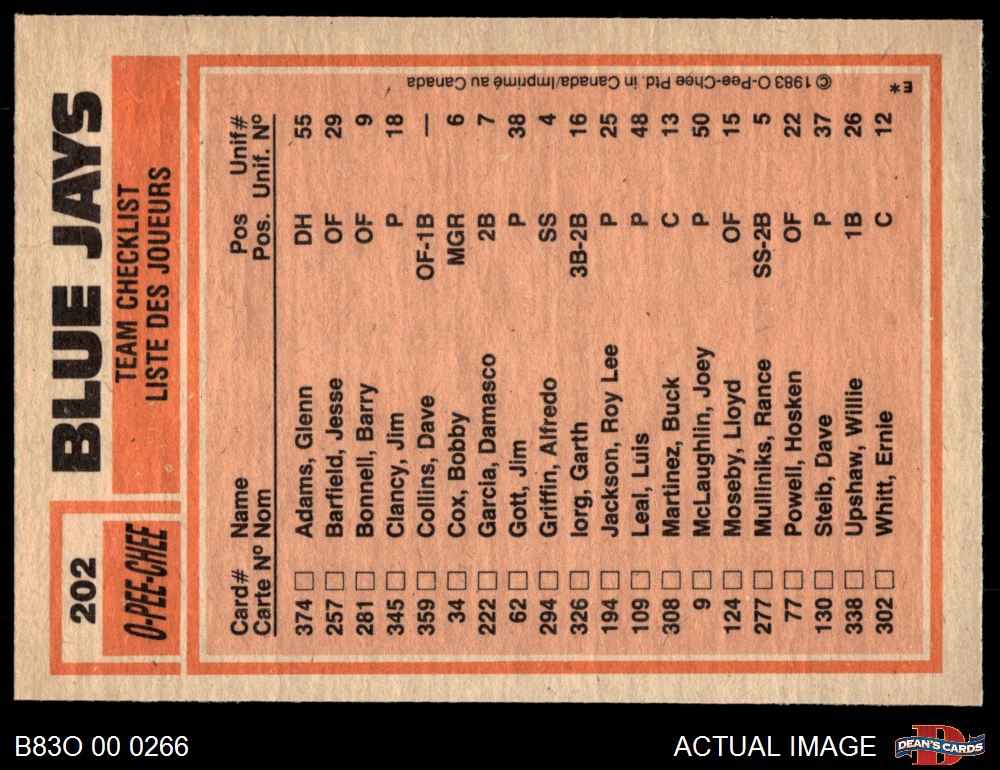 202
O-PEE-CHEE
BLUE JAYS
TEAM CHECKLIST
LISTE DES JOUEURS
Card# Name Pos Unif#
Carte Nº Nom Pos. Unif. Nº
374 Adams, Glenn DH 55
257 Barfield, Jesse OF 29
281 Bonnell, Barry OF 9
345 Clancy, Jim P 18
359 Collins, Dave OF-1B —
34 Cox, Bobby MGR 6
222 Garcia, Damasco 2B 7
62 Gott, Jim P 38
294 Griffin, Alfredo SS 4
326 Iorg, Garth 3B-2B 16
194 Jackson, Roy Lee P 25
109 Leal, Luis P 48
308 Martinez, Buck C 13
9 McLaughlin, Joey P 50
124 Moseby, Lloyd OF 15
277 Mulliniks, Rance SS-2B 5
77 Powell, Hosken OF 22
130 Steib, Dave P 37
338 Upshaw, Willie 1B 26
302 Whitt, Ernie C 12
© 1983 O-Pee-Chee Ptd. in Canada/Imprimé au Canada
E*
B83O 00 0266
ACTUAL IMAGE
D
DEAN'S CARDS